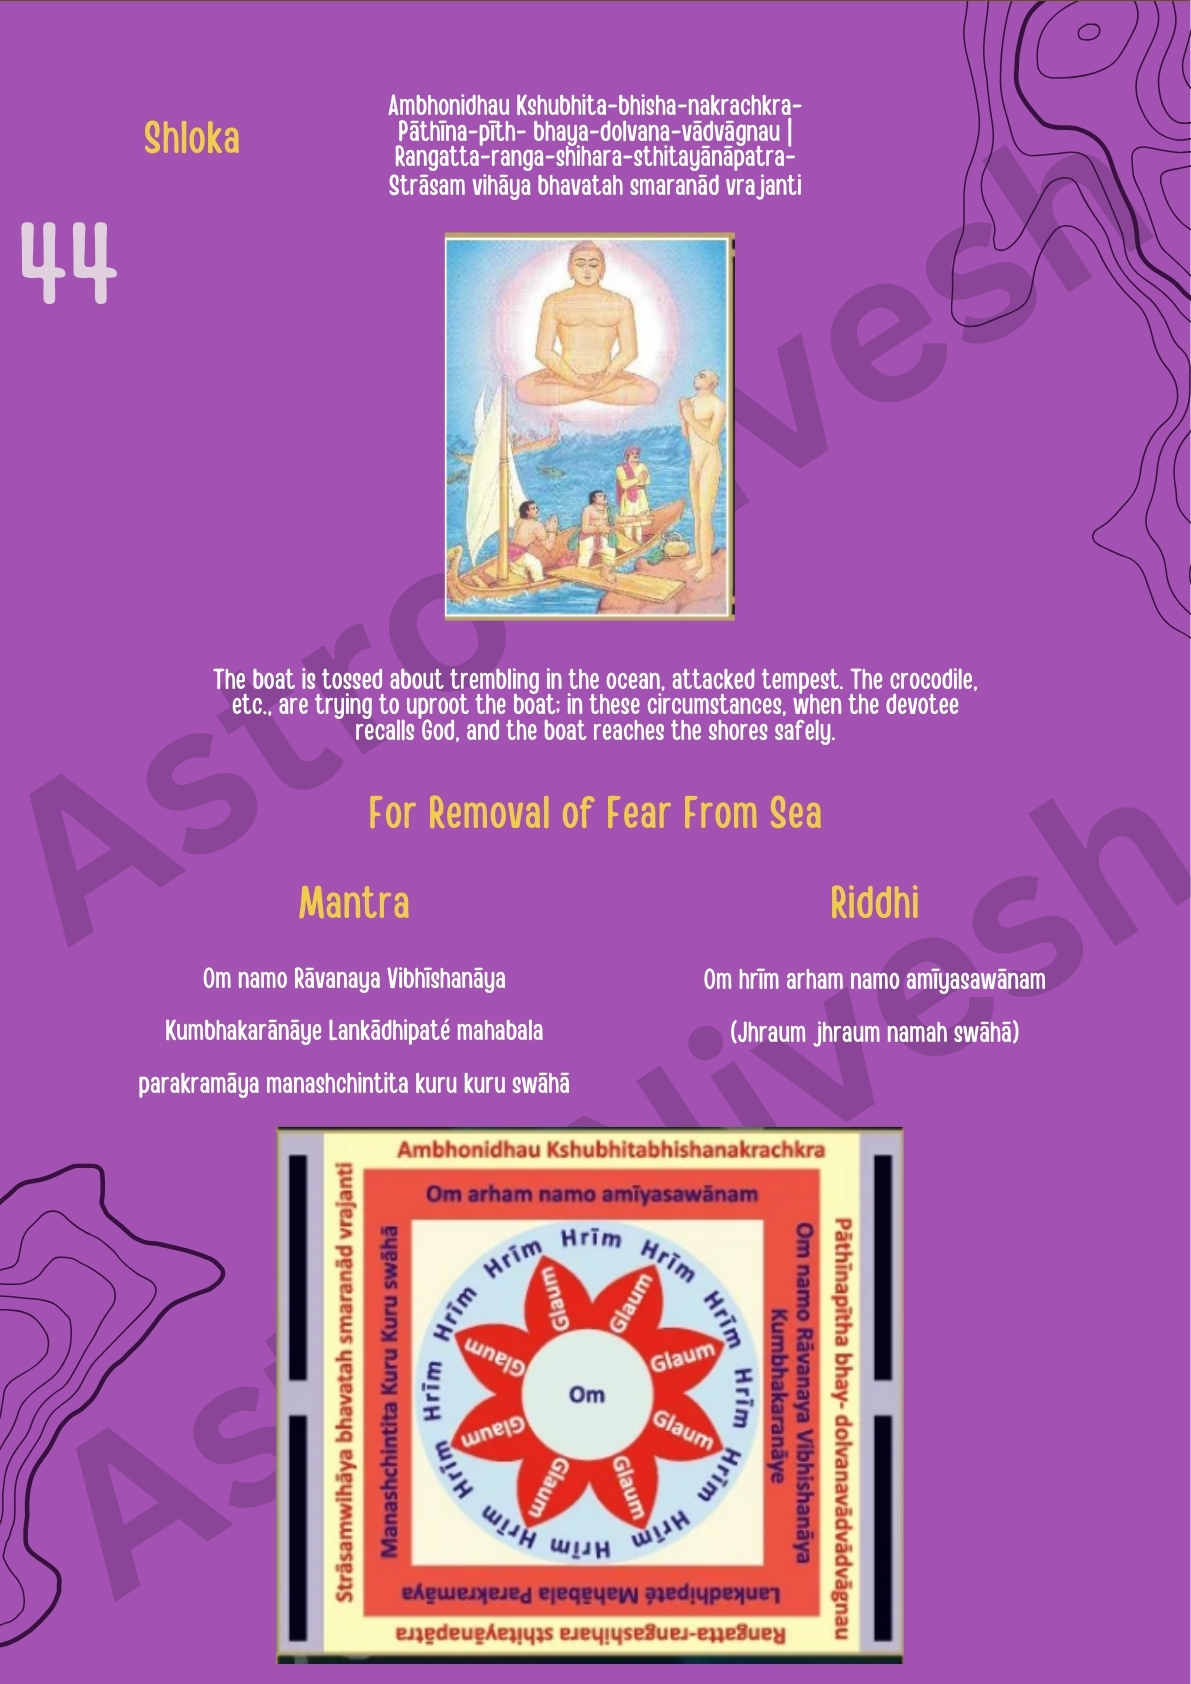 Shloka
44
Ambhonidhau Kshubhita-bhisha-nakrachkra-
Pāthīna-pīth- bhaya-dolvana-vādvāgnau |
Rangatta-ranga-shihara-sthitayānāpatra-
Strāsam vihāya bhavatah smaranād vrajanti
The boat is tossed about trembling in the ocean, attacked tempest. The crocodile,
etc., are trying to uproot the boat; in these circumstances, when the devotee
recalls God, and the boat reaches the shores safely.
For Removal of Fear From Sea
Mantra
Om namo Rāvanaya Vibhīshanāya
Kumbhakarānāye Lankādhipaté mahabala
parakramāya manashchintita kuru kuru swāhā
Riddhi
Om hrīm arham namo amīyasawānam
(Jhraum jhraum namah swāhā)
Ambhonidhau Kshubhitabhishanakrachkra
Pāthīnapītha bhay- dolvanavādvādvāgnau
Rangatta-rangashihara sthitayānāpātra
Strāsamwihāya bhavatah smaranād vrajanti
Om arham namo amīyasawānam
Om namo Rāvanaya Vibhishanāya
Kumbhakaranāye
Lankadhipaté Mahābala Parakramāya
Manashchintita Kuru Kuru swāhā
Hrīm Hrīm Hrīm Hrīm Hrīm Hrīm Hrīm Hrīm Hrīm Hrīm Hrīm Hrīm Hrīm
Glaum Glaum Glaum Glaum Glaum Glaum Glaum Glaum
Om
Astro Nivesh
Astro Nivesh